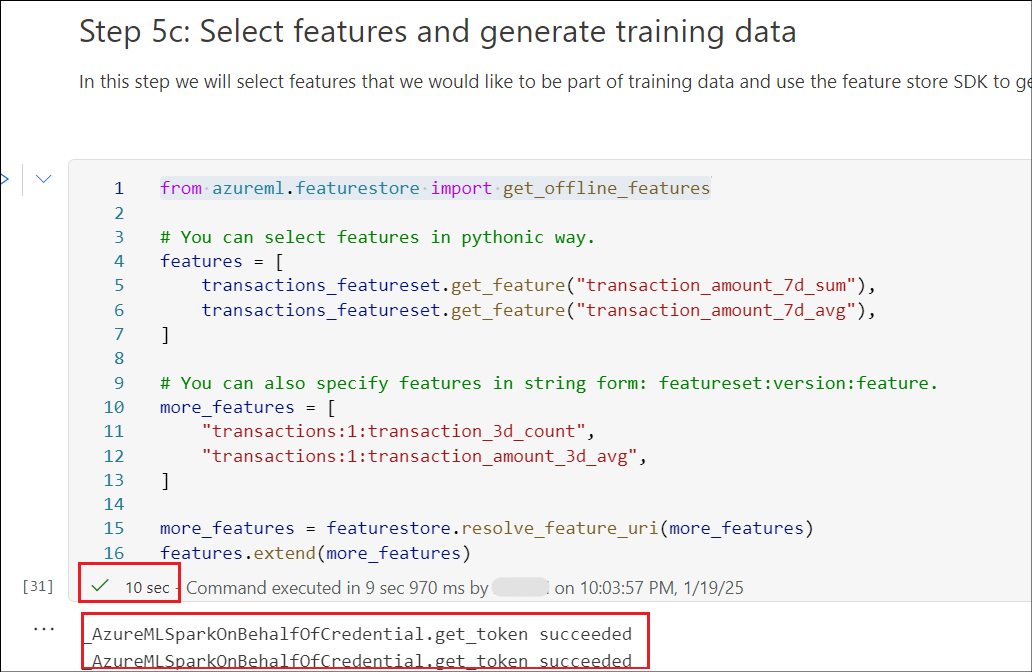 Step 5c: Select features and generate training data
In this step we will select features that we would like to be part of training data and use the feature store SDK to
1 from azureml.featurestore import get_offline_features
2
3 # You can select features in pythonic way.
4 features = [
5 transactions_featureset.get_feature("transaction_amount_7d_sum"),
6 transactions_featureset.get_feature("transaction_amount_7d_avg"),
7 ]
8
9 # You can also specify features in string form: featureset:version:feature.
10 more_features = [
11 "transactions:1:transaction_3d_count",
12 "transactions:1:transaction_amount_3d_avg",
13 ]
14
15 more_features = featurestore.resolve_feature_uri(more_features)
16 features.extend(more_features)
[31] 10 sec - Command executed in 9 sec 970 ms by on 10:03:57 PM, 1/19/25
_AzureMLSparkOnBehalfOfCredential.get_token succeeded
_AzureMLSparkOnBehalfOfCredential.get_token succeeded